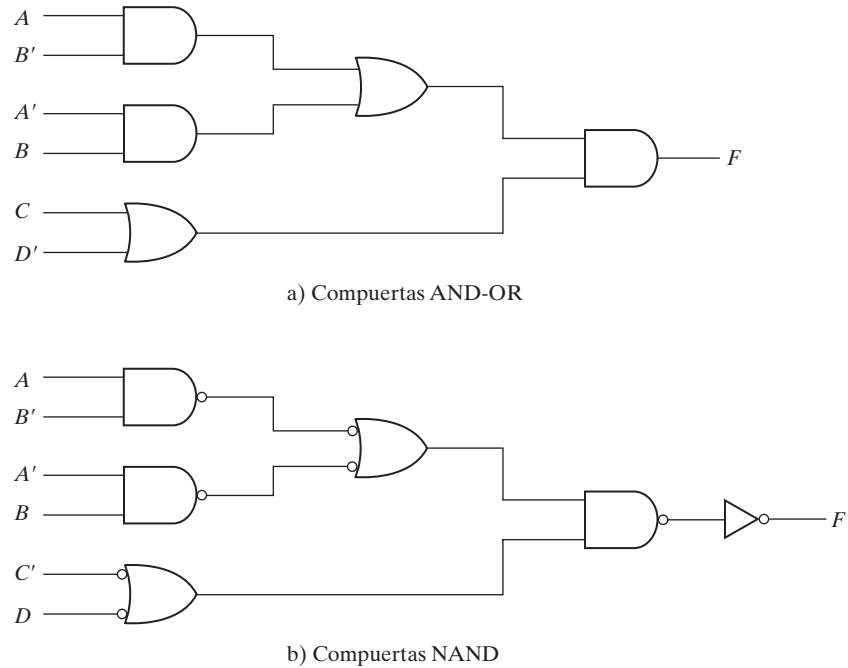 A
B′
A′
B
F
C
D′
a) Compuertas AND-OR
A
B′
A′
B
F
C′
D
b) Compuertas NAND